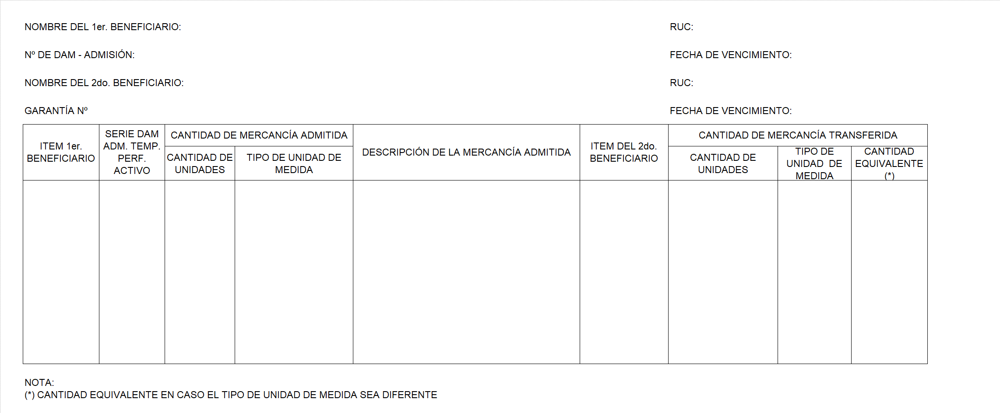 NOMBRE DEL 1er. BENEFICIARIO:
RUC:
Nº DE DAM - ADMISIÓN:
FECHA DE VENCIMIENTO:
NOMBRE DEL 2do. BENEFICIARIO:
RUC:
GARANTÍA Nº
FECHA DE VENCIMIENTO:
ITEM 1er.
BENEFICIARIO
SERIE DAM
ADM. TEMP.
PERF.
ACTIVO
CANTIDAD DE MERCANCÍA ADMITIDA
CANTIDAD DE
UNIDADES
TIPO DE UNIDAD DE
MEDIDA
DESCRIPCIÓN DE LA MERCANCÍA ADMITIDA
ITEM DEL 2do.
BENEFICIARIO
CANTIDAD DE MERCANCÍA TRANSFERIDA
CANTIDAD DE
UNIDADES
TIPO DE
UNIDAD  DE
MEDIDA
CANTIDAD
EQUIVALENTE
(*)
NOTA:
(*) CANTIDAD EQUIVALENTE EN CASO EL TIPO DE UNIDAD DE MEDIDA SEA DIFERENTE